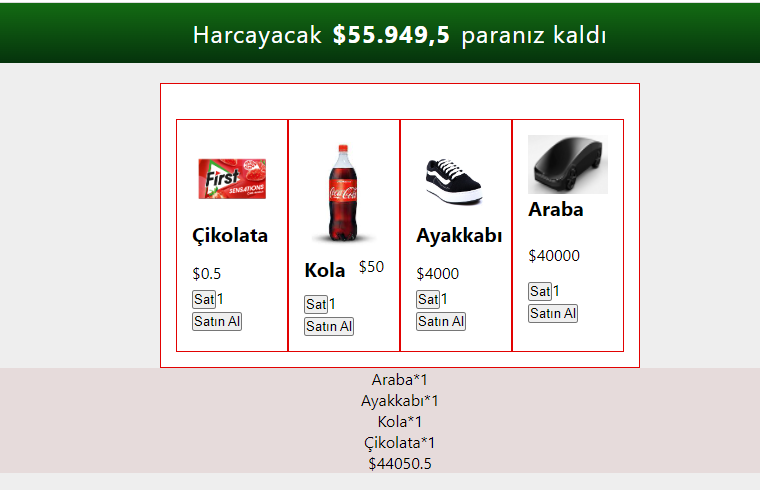 Harcayacak $55.949,5 paranız kaldı
First
SENSATIONS
Coca-Cola
Çikolata
$0.5
Sat 1
Satın Al
Kola $50
Sat 1
Satın Al
Ayakkabı
$4000
Sat 1
Satın Al
Araba
$40000
Sat 1
Satın Al
Araba*1
Ayakkabı*1
Kola*1
Çikolata*1
$44050.5